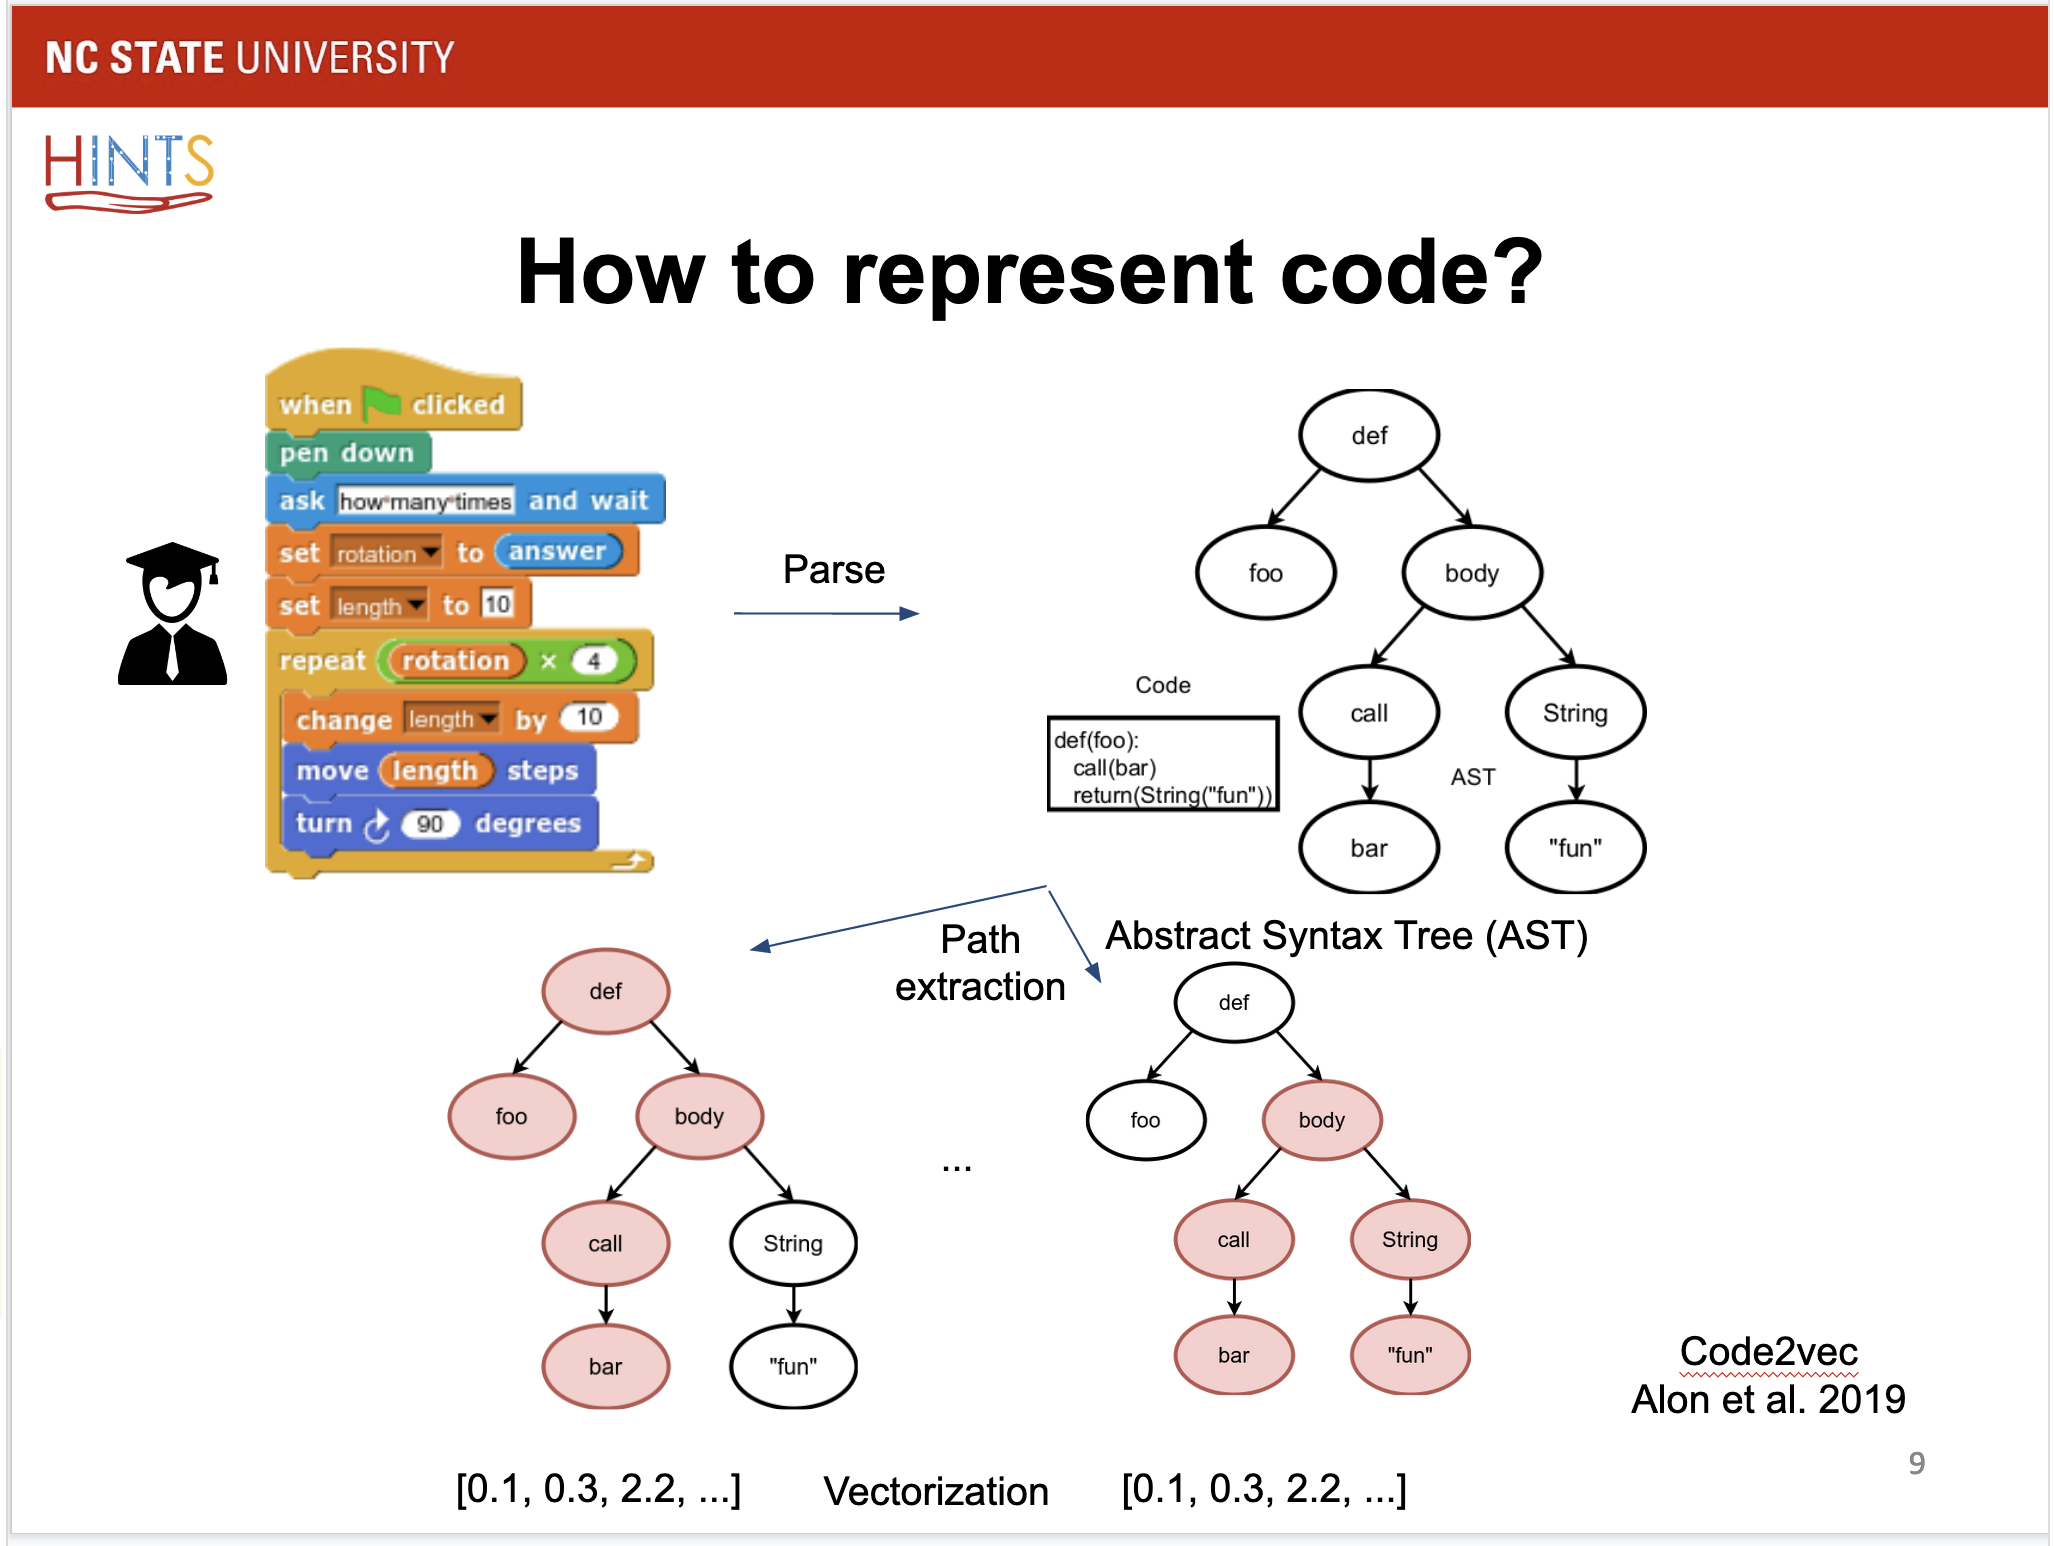 NC STATE UNIVERSITY
HINTS
How to represent code?
when clicked
pen down
ask how many times and wait
set rotation to answer
set length to 10
repeat rotation × 4
change length by 10
move length steps
turn 90 degrees
Parse
Code
def(foo):
call(bar)
return(String("fun"))
def
foo
body
call
String
AST
bar
"fun"
Abstract Syntax Tree (AST)
Path
extraction
def
foo
body
call
String
bar
"fun"
...
def
foo
body
call
String
bar
"fun"
Code2vec
Alon et al. 2019
[0.1, 0.3, 2.2, ...]
Vectorization
[0.1, 0.3, 2.2, ...]
9